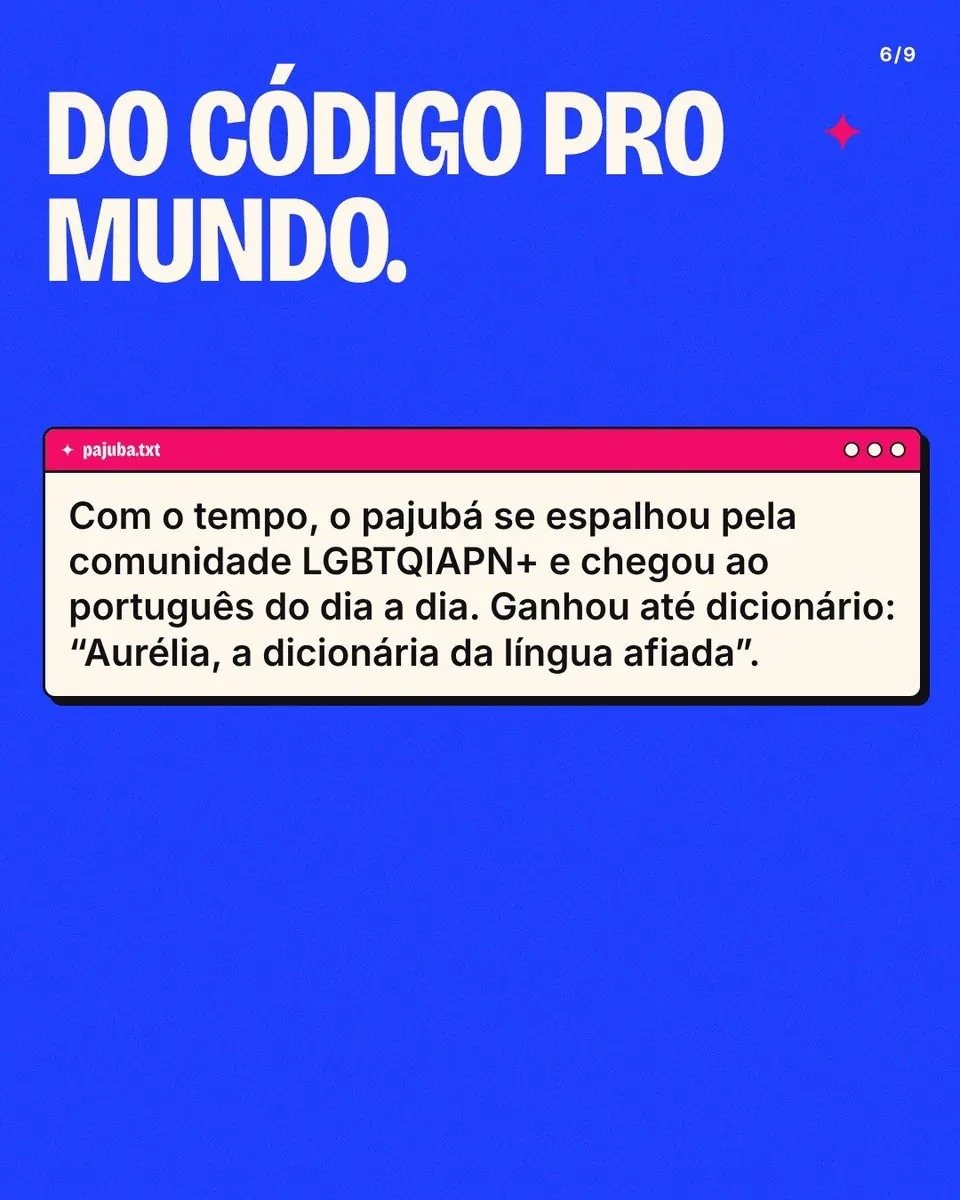 6/9
DO CÓDIGO PRO
MUNDO.
pajuba.txt
Com o tempo, o pajubá se espalhou pela
comunidade LGBTQIAPN+ e chegou ao
português do dia a dia. Ganhou até dicionário:
“Aurélia, a dicionária da língua afiada”.